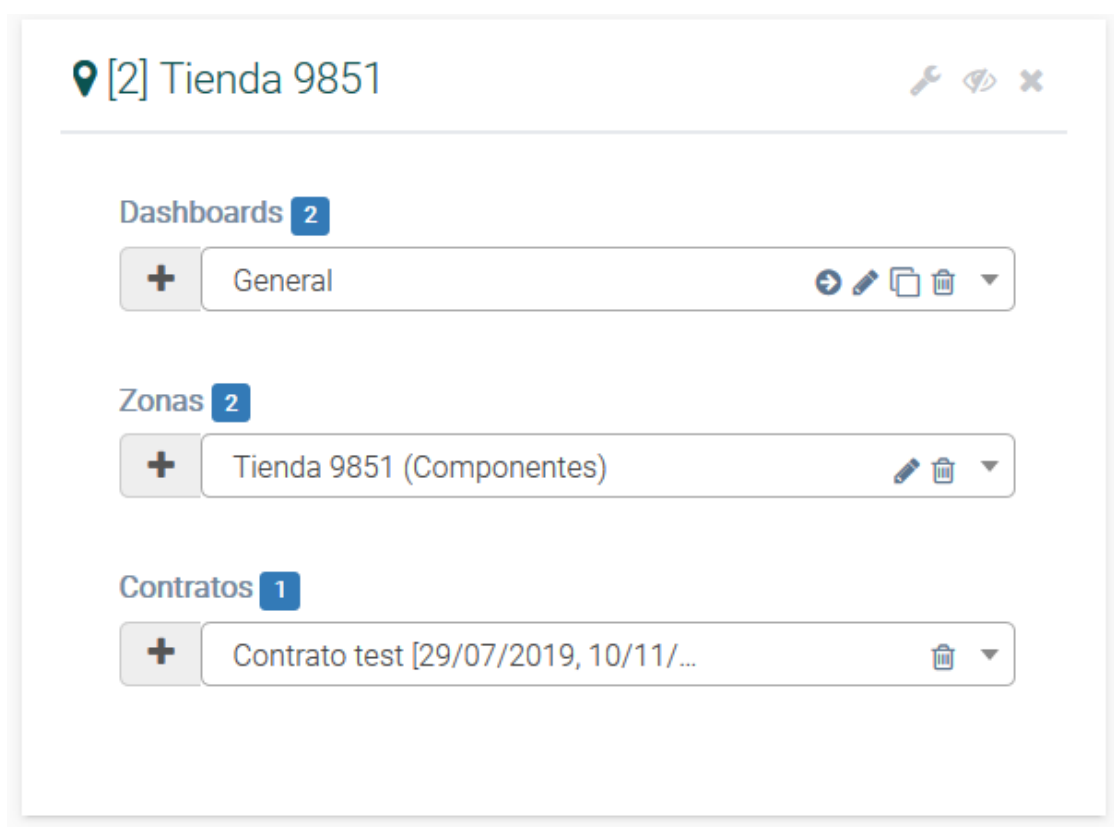 [2] Tienda 9851
Dashboards 2
General
Zonas 2
Tienda 9851 (Componentes)
Contratos 1
Contrato test [29/07/2019, 10/11/...